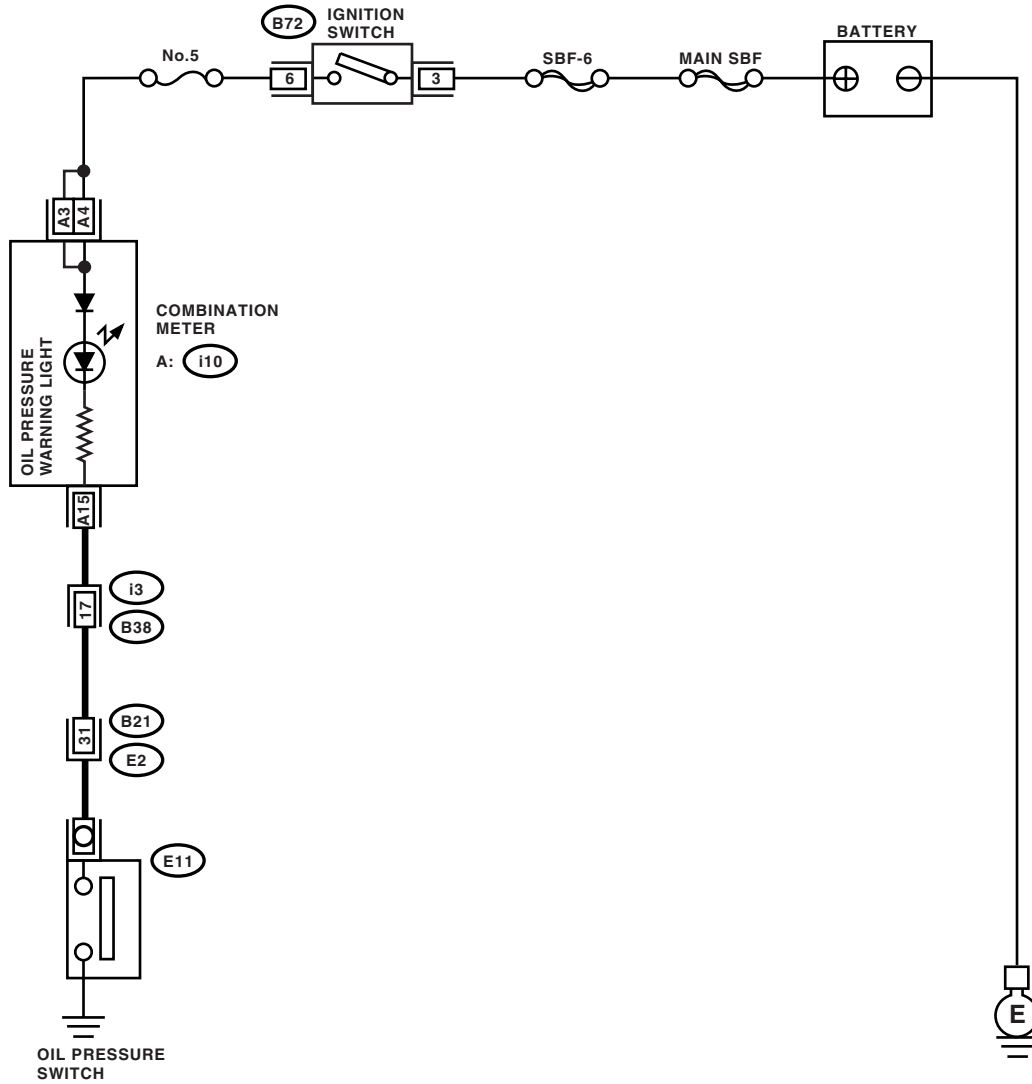 B72
IGNITION
SWITCH
BATTERY
No.5
6
3
SBF-6
MAIN SBF
A3
A4
OIL PRESSURE
WARNING LIGHT
COMBINATION
METER
A: i10
A15
17
i3
B38
31
B21
E2
E11
E
OIL PRESSURE
SWITCH